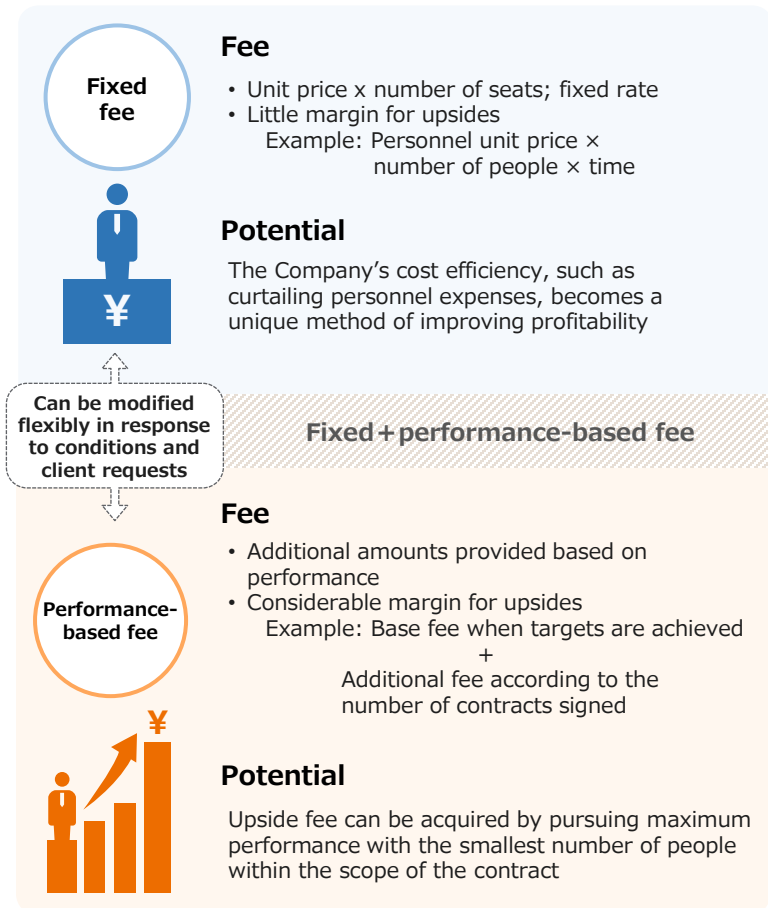 Fixed
fee
Fee
• Unit price x number of seats; fixed rate
• Little margin for upsides
Example: Personnel unit price ×
number of people × time
¥
Potential
The Company’s cost efficiency, such as
curtailing personnel expenses, becomes a
unique method of improving profitability
Can be modified
flexibly in response
to conditions and
client requests
Fixed+performance-based fee
Performance-
based fee
Fee
• Additional amounts provided based on
performance
• Considerable margin for upsides
Example: Base fee when targets are achieved
+
Additional fee according to the
number of contracts signed
¥
Potential
Upside fee can be acquired by pursuing maximum
performance with the smallest number of people
within the scope of the contract